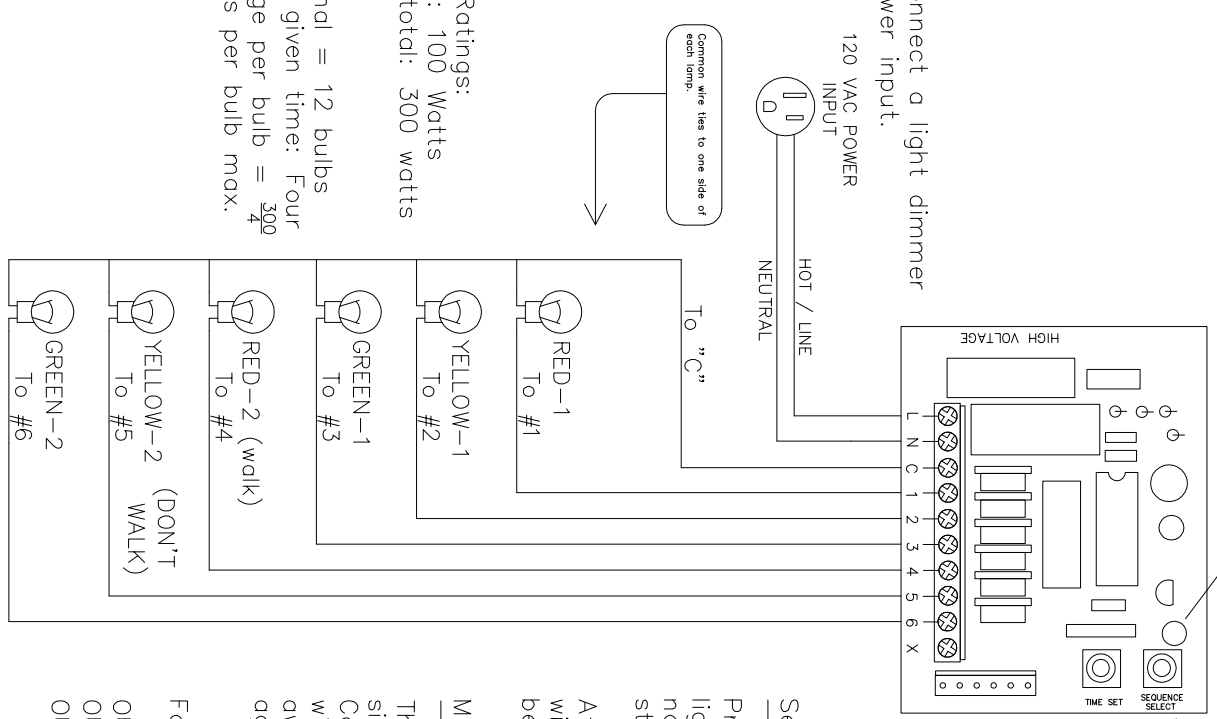 onnect a light dimmer
wer input.
120 VAC POWER
INPUT
HOT / LINE
NEUTRAL
Common wire ties to one side of
each lamp.
To "C"
HIGH VOLTAGE
L
N
C
1
2
3
4
5
6
X
TIME SET
SEQUENCE
SELECT
RED-1
To #1
YELLOW-1
To #2
GREEN-1
To #3
RED-2 (walk)
To #4
YELLOW-2 (DON'T
WALK)
To #5
GREEN-2
To #6
Ratings:
: 100 Watts
total: 300 watts
nal = 12 bulbs
given time: Four
ge per bulb = 300
4
s per bulb max.